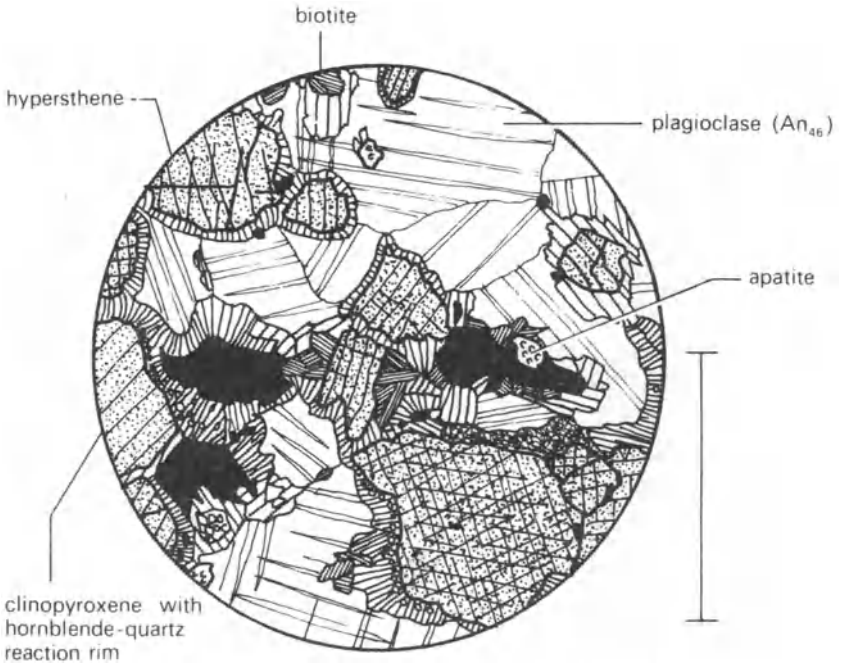 biotite
hypersthene
plagioclase (An₄₆)
apatite
clinopyroxene with
hornblende-quartz
reaction rim